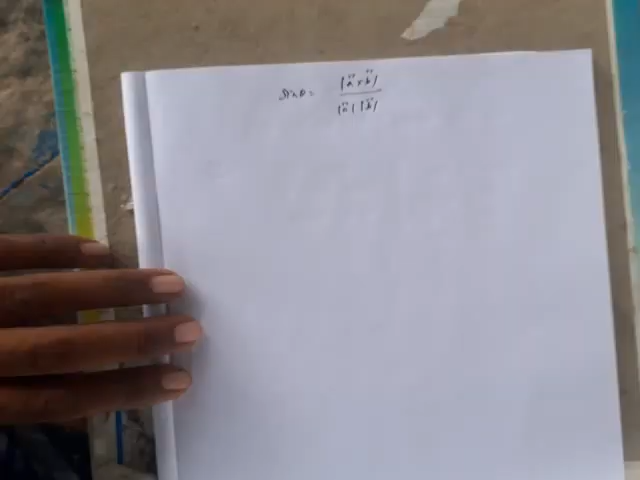 sinθ = |a⃗ × b⃗| / |a⃗| |b⃗|